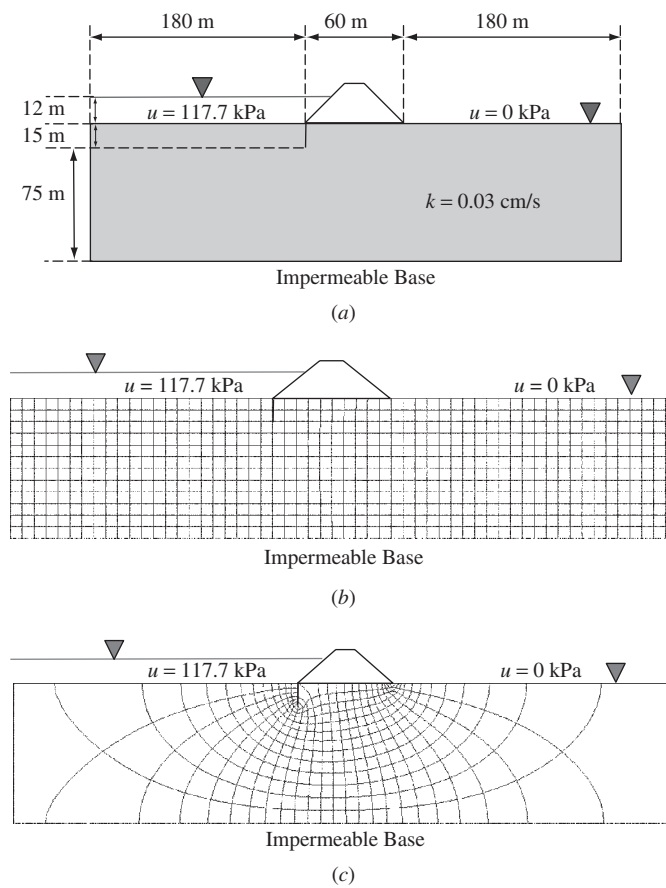 180 m 60 m 180 m
12 m
u = 117.7 kPa u = 0 kPa
15 m
75 m
k = 0.03 cm/s
Impermeable Base
(a)
u = 117.7 kPa u = 0 kPa
Impermeable Base
(b)
u = 117.7 kPa u = 0 kPa
Impermeable Base
(c)